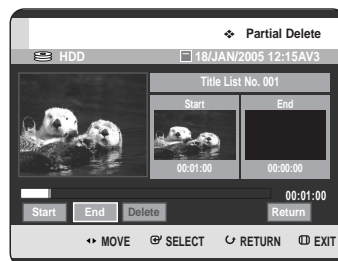 ❖ Partial Delete
HDD 18/JAN/2005 12:15AV3
Title List No. 001
Start End
00:01:00 00:00:00
00:01:00
Start End Delete Return
MOVE SELECT RETURN EXIT